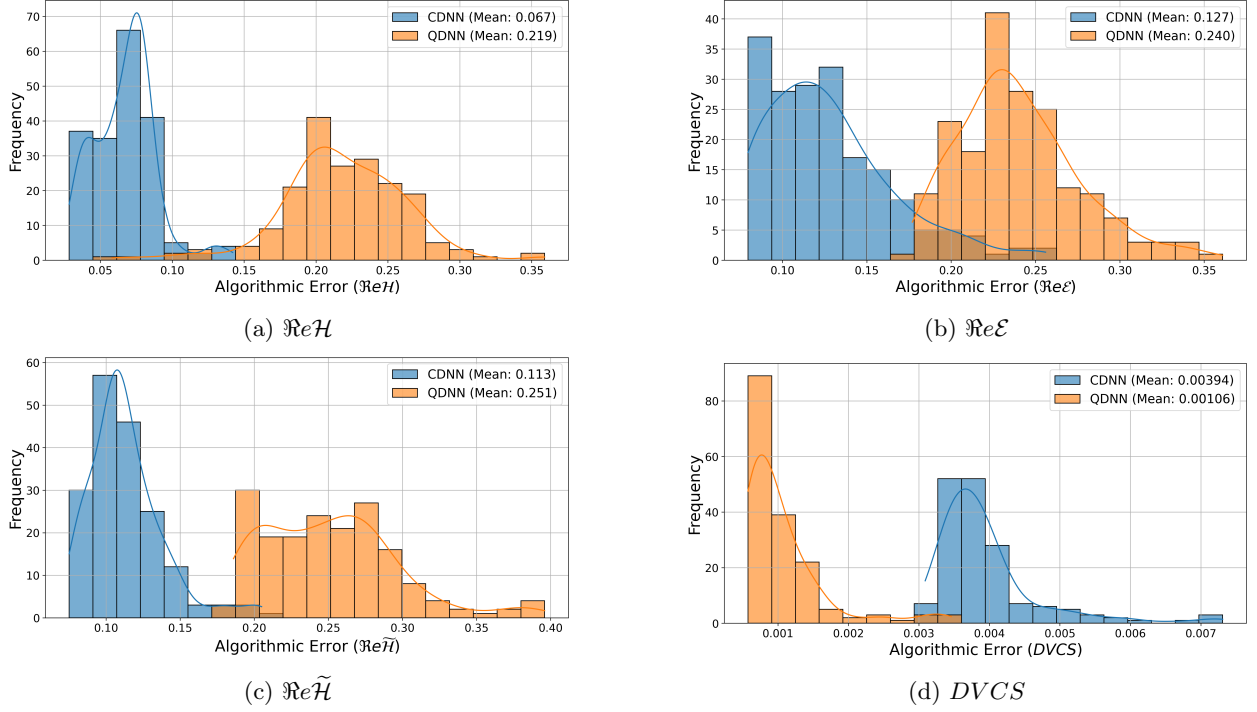 70
60
50
40
30
20
10
0
Frequency
CDNN (Mean: 0.067)
QDNN (Mean: 0.219)
0.05 0.10 0.15 0.20 0.25 0.30 0.35
Algorithmic Error (ℜeℋ)
(a) ℜeℋ
40
35
30
25
20
15
10
5
0
Frequency
CDNN (Mean: 0.127)
QDNN (Mean: 0.240)
0.10 0.15 0.20 0.25 0.30 0.35
Algorithmic Error (ℜeℰ)
(b) ℜeℰ
60
50
40
30
20
10
0
Frequency
CDNN (Mean: 0.113)
QDNN (Mean: 0.251)
0.10 0.15 0.20 0.25 0.30 0.35 0.40
Algorithmic Error (ℜeℋ̃)
(c) ℜeℋ̃
80
60
40
20
0
Frequency
CDNN (Mean: 0.00394)
QDNN (Mean: 0.00106)
0.001 0.002 0.003 0.004 0.005 0.006 0.007
Algorithmic Error (DVCS)
(d) DVCS